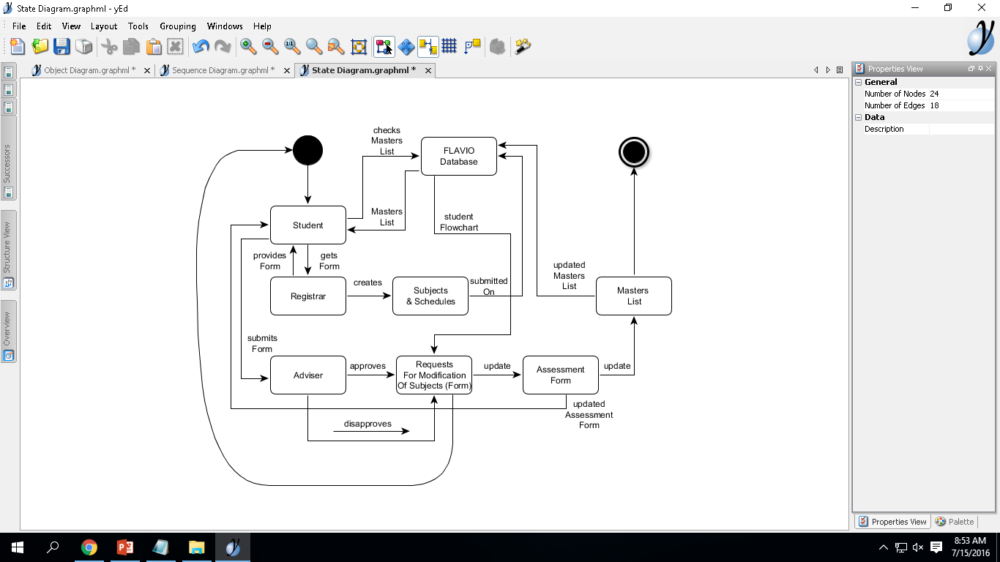 State Diagram.graphml - yEd
File Edit View Layout Tools Grouping Windows Help
1:1
Object Diagram.graphml *
Sequence Diagram.graphml *
State Diagram.graphml *
Properties View
General
Number of Nodes 24
Number of Edges 18
Data
Description
Successors
Structure View
Overview
checks
Masters
List
FLAVIO
Database
Masters
List
student
Flowchart
Student
provides
Form
gets
Form
updated
Masters
List
Registrar
creates
Subjects
& Schedules
submitted
On
Masters
List
submits
Form
Adviser
approves
Requests
For Modification
Of Subjects (Form)
update
Assessment
Form
update
updated
Assessment
Form
disapproves
Properties View
Palette
8:53 AM
7/15/2016